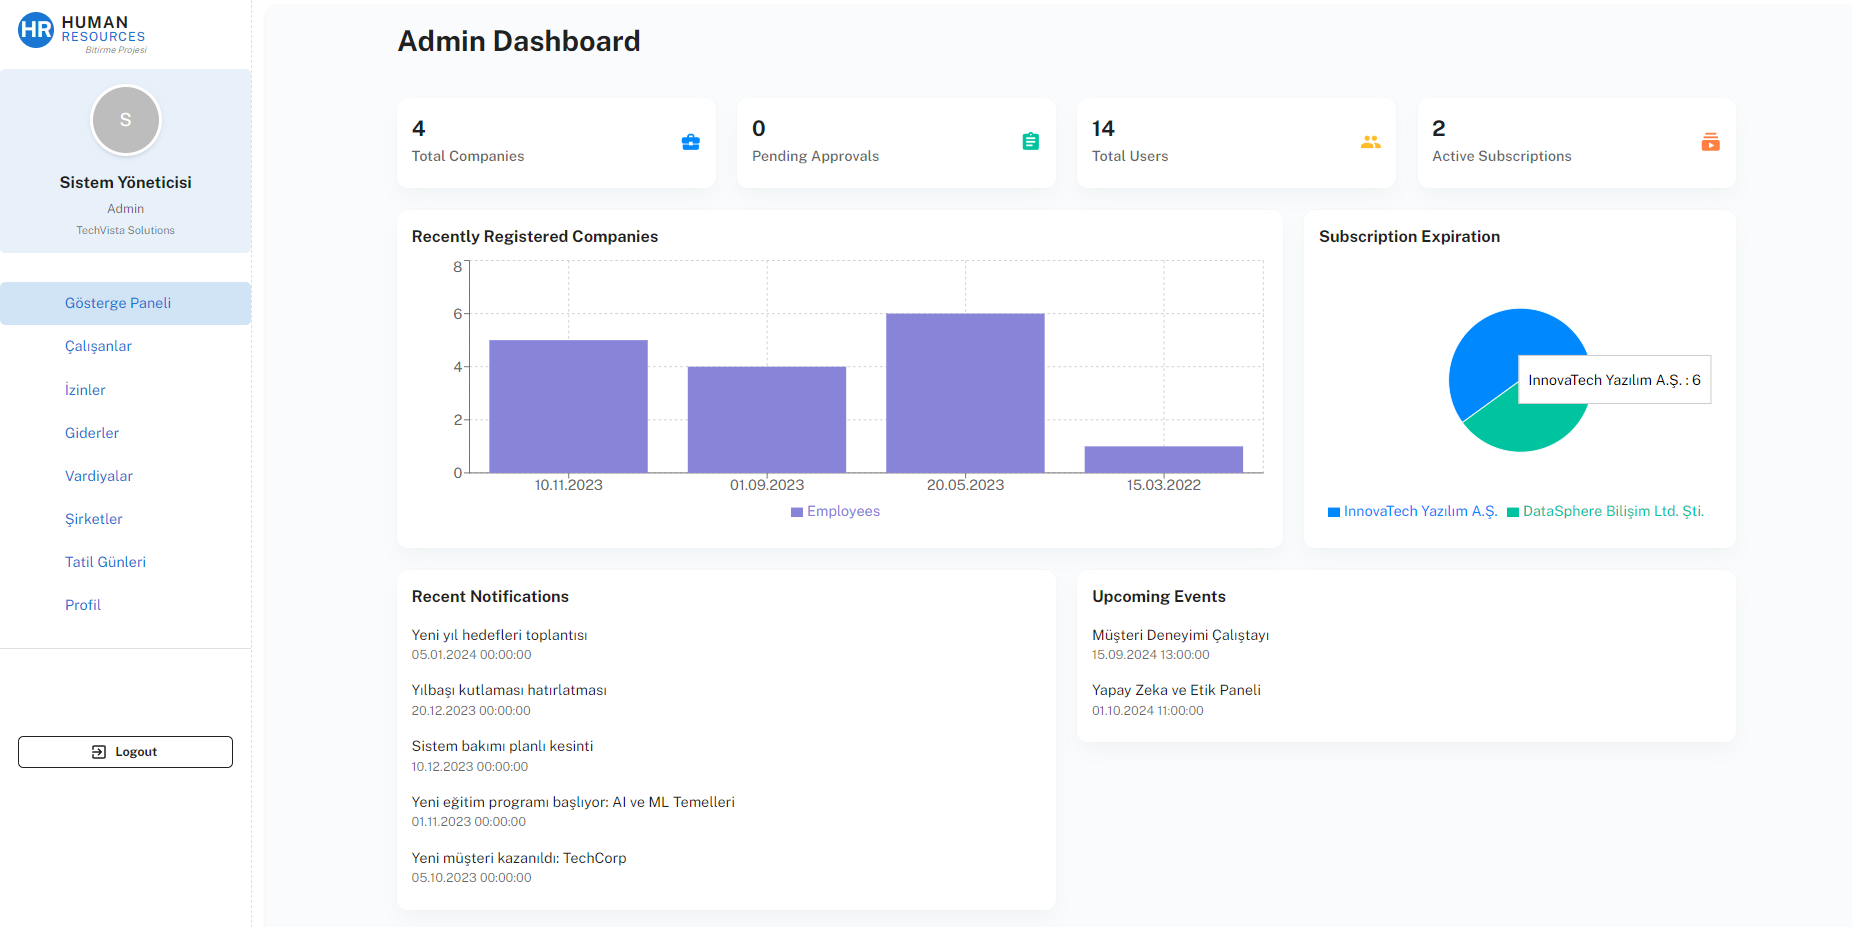 HR HUMAN
RESOURCES
Bitirme Projesi
S
Sistem Yöneticisi
Admin
TechVista Solutions
Gösterge Paneli
Çalışanlar
İzinler
Giderler
Vardiyalar
Şirketler
Tatil Günleri
Profil
Logout
Admin Dashboard
4
Total Companies
0
Pending Approvals
14
Total Users
2
Active Subscriptions
Recently Registered Companies
8
6
4
2
0
10.11.2023 01.09.2023 20.05.2023 15.03.2022
Employees
Subscription Expiration
InnovaTech Yazılım A.Ş. : 6
InnovaTech Yazılım A.Ş. DataSphere Bilişim Ltd. Şti.
Recent Notifications
Yeni yıl hedefleri toplantısı
05.01.2024 00:00:00
Yılbaşı kutlaması hatırlatması
20.12.2023 00:00:00
Sistem bakımı planlı kesinti
10.12.2023 00:00:00
Yeni eğitim programı başlıyor: AI ve ML Temelleri
01.11.2023 00:00:00
Yeni müşteri kazanıldı: TechCorp
05.10.2023 00:00:00
Upcoming Events
Müşteri Deneyimi Çalıştayı
15.09.2024 13:00:00
Yapay Zeka ve Etik Paneli
01.10.2024 11:00:00